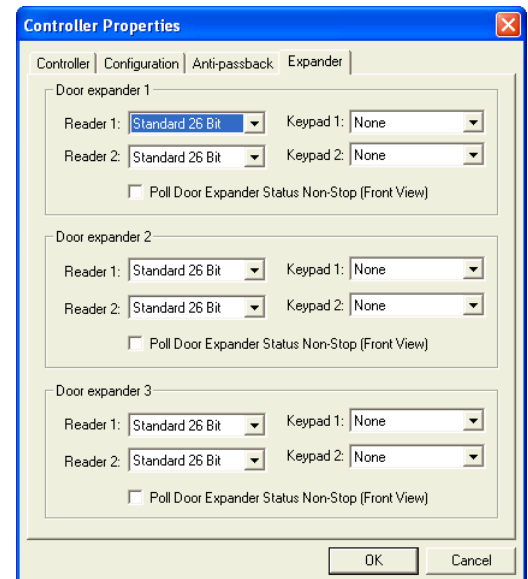 Controller Properties
Controller Configuration Anti-passback Expander
Door expander 1
Reader 1: Standard 26 Bit Keypad 1: None
Reader 2: Standard 26 Bit Keypad 2: None
Poll Door Expander Status Non-Stop (Front View)
Door expander 2
Reader 1: Standard 26 Bit Keypad 1: None
Reader 2: Standard 26 Bit Keypad 2: None
Poll Door Expander Status Non-Stop (Front View)
Door expander 3
Reader 1: Standard 26 Bit Keypad 1: None
Reader 2: Standard 26 Bit Keypad 2: None
Poll Door Expander Status Non-Stop (Front View)
OK Cancel